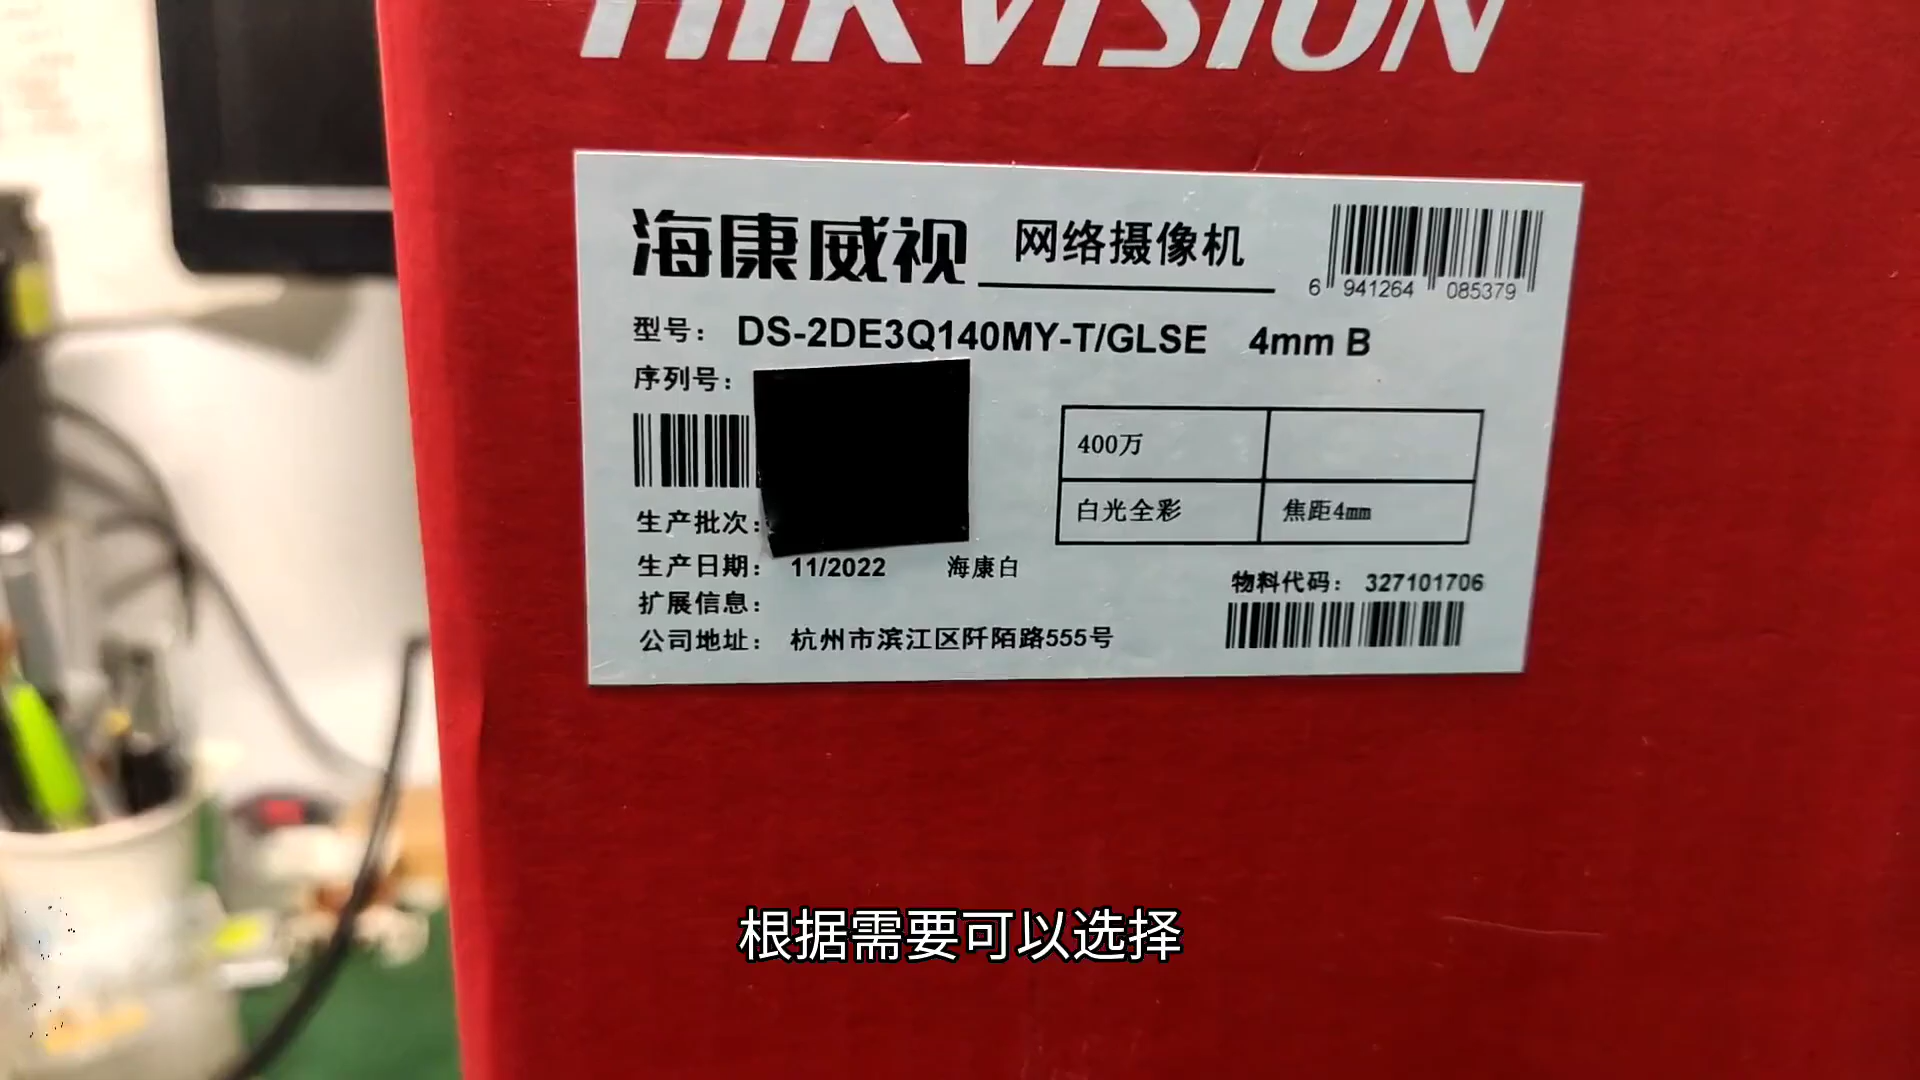 HIKVISION
海康威视 网络摄像机
6 941264 085379
型号： DS-2DE3Q140MY-T/GLSE 4mm B
序列号：
400万
白光全彩 焦距4mm
生产批次：
生产日期： 11/2022 海康白
扩展信息：
物料代码： 327101706
公司地址： 杭州市滨江区阡陌路555号
根据需要可以选择